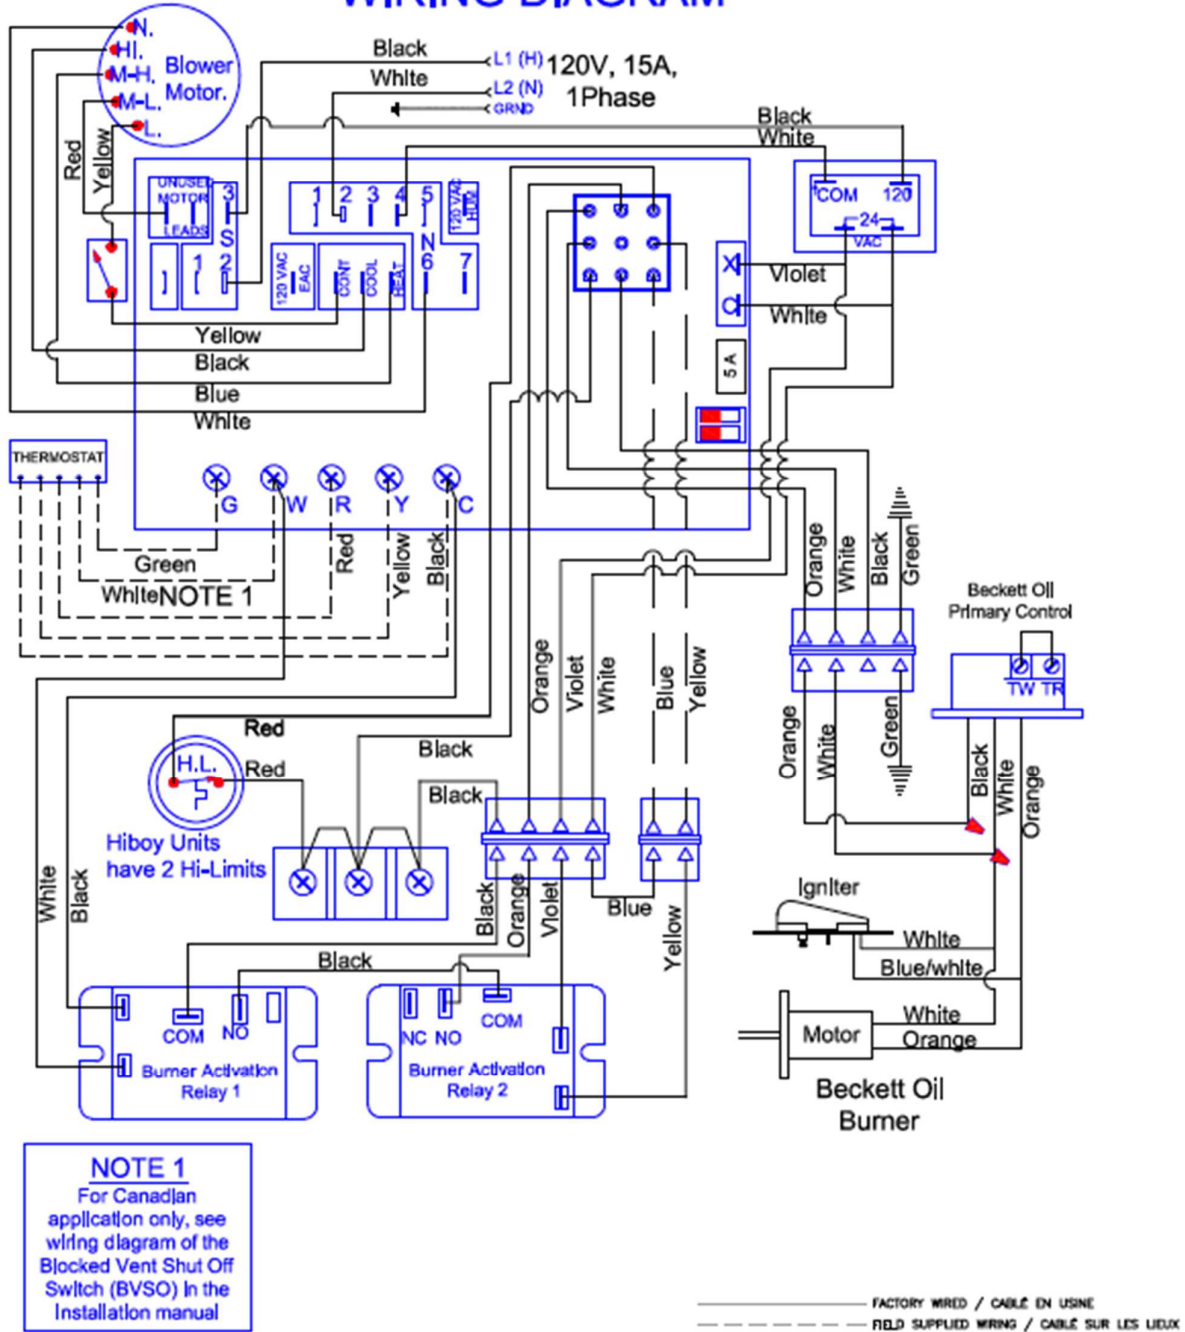 WIRING DIAGRAM
N.
HI.
M-H.
M-L.
L.
Blower
Motor.
Black
White
L1 (H)
L2 (N)
GRND
120V, 15A,
1Phase
Black
White
Red
Yellow
UNUSED
MOTOR
LEADS
3
S
1
2
1
2
3
4
5
N
6
7
120 VAC
HUM
120 VAC
EAC
CONT
COOL
HEAT
COM
120
24
VAC
X
C
Violet
White
5 A
Yellow
Black
Blue
White
THERMOSTAT
G
W
R
Y
C
Green
White
NOTE 1
Red
Yellow
Black
Orange
White
Black
Green
Beckett Oil
Primary Control
TW
TR
Orange
Violet
White
Blue
Yellow
Orange
White
Green
Black
White
Orange
Red
Black
H.L.
Red
Black
Hiboy Units
have 2 Hi-Limits
White
Black
Black
Orange
Violet
Blue
Yellow
Igniter
White
Blue/white
White
Orange
Motor
Beckett Oil
Burner
Black
COM
NO
Burner Activation
Relay 1
NC
NO
COM
Burner Activation
Relay 2
NOTE 1
For Canadian
application only, see
wiring diagram of the
Blocked Vent Shut Off
Switch (BVSO) in the
Installation manual
FACTORY WIRED / CABLÉ EN USINE
FIELD SUPPLIED WIRING / CABLÉ SUR LES LIEUX